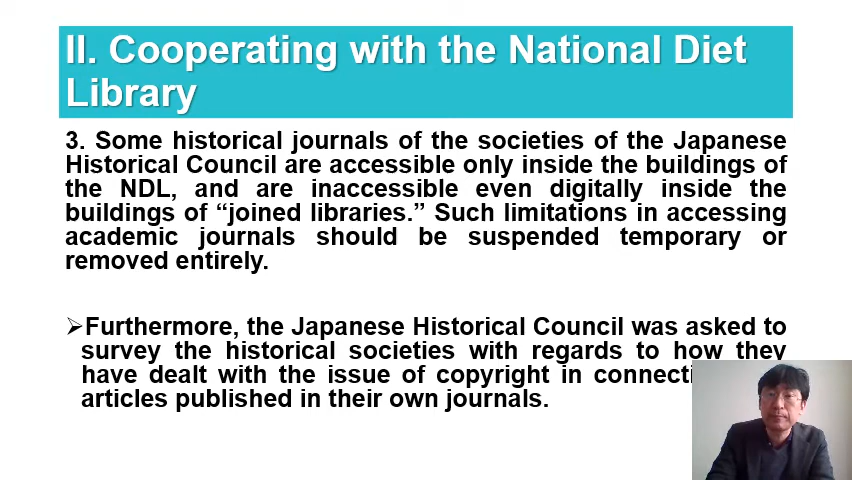 II. Cooperating with the National Diet
Library
3. Some historical journals of the societies of the Japanese
Historical Council are accessible only inside the buildings of
the NDL, and are inaccessible even digitally inside the
buildings of “joined libraries.” Such limitations in accessing
academic journals should be suspended temporary or
removed entirely.
➢Furthermore, the Japanese Historical Council was asked to
survey the historical societies with regards to how they
have dealt with the issue of copyright in
articles published in their own journals.